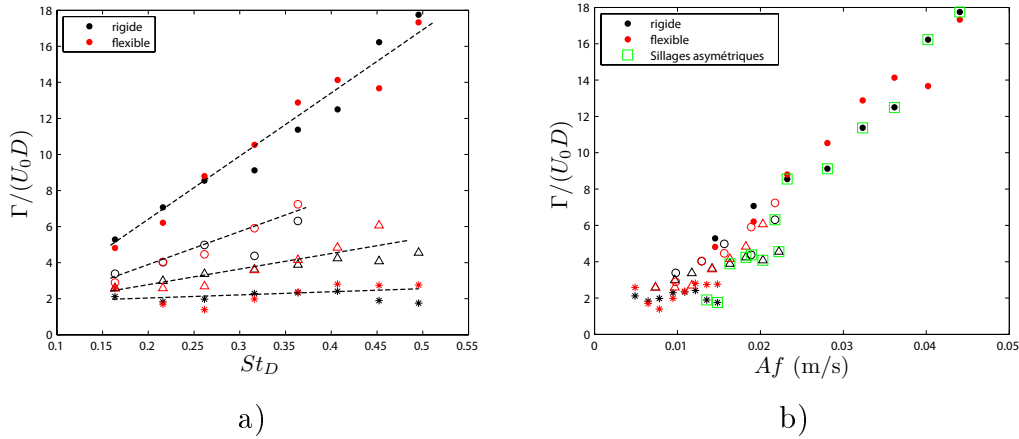 rigide
flexible
Γ/(U₀D)
18
16
14
12
10
8
6
4
2
0
0.1 0.15 0.2 0.25 0.3 0.35 0.4 0.45 0.5 0.55
St_D
a)
rigide
flexible
Sillages asymétriques
Γ/(U₀D)
18
16
14
12
10
8
6
4
2
0
0 0.01 0.02 0.03 0.04 0.05
Af (m/s)
b)